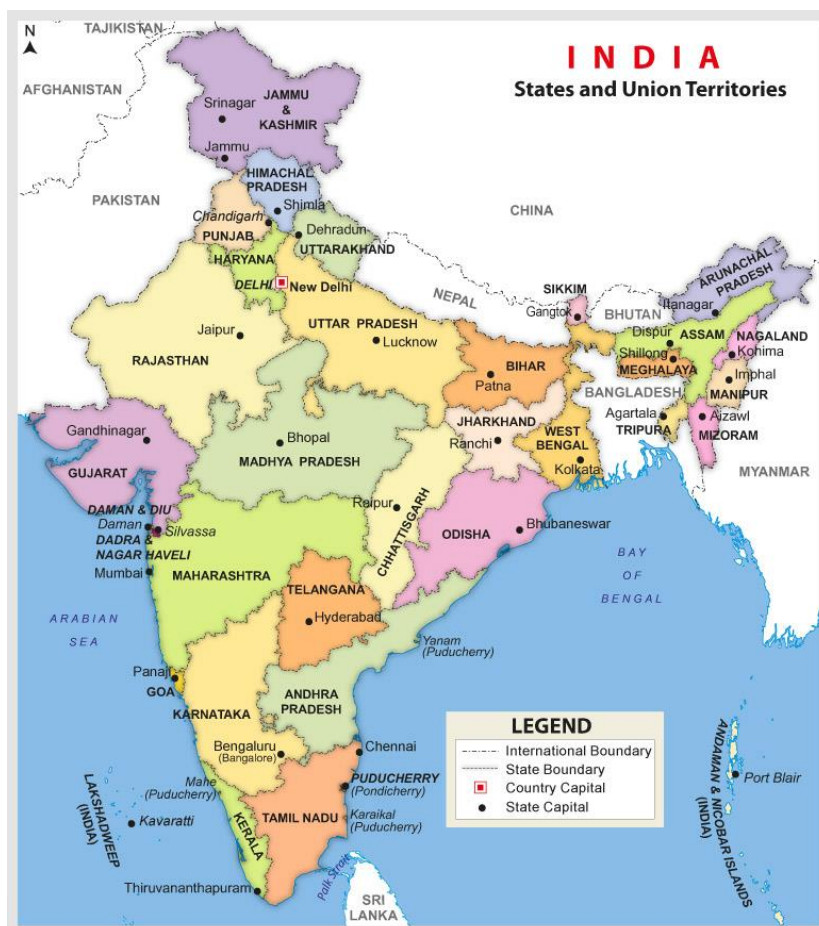 N
TAJIKISTAN
INDIA
States and Union Territories
AFGHANISTAN
JAMMU
&
KASHMIR
Srinagar
Jammu
HIMACHAL
PRADESH
Shimla
PAKISTAN
CHINA
Chandigarh
PUNJAB
Dehradun
UTTARAKHAND
HARYANA
DELHI
New Delhi
NEPAL
SIKKIM
Gangtok
BHUTAN
ARUNACHAL
PRADESH
Itanagar
Dispur
ASSAM
NAGALAND
Shillong
Kohima
MEGHALAYA
Imphal
MANIPUR
BANGLADESH
Agartala
TRIPURA
Aizawl
MIZORAM
MYANMAR
Jaipur
RAJASTHAN
UTTAR PRADESH
Lucknow
BIHAR
Patna
JHARKHAND
Ranchi
WEST
BENGAL
Kolkata
Gandhinagar
GUJARAT
Bhopal
MADHYA PRADESH
Raipur
CHHATTISGARH
ODISHA
Bhubaneswar
DAMAN & DIU
Daman
Silvassa
DADRA &
NAGAR HAVELI
Mumbai
MAHARASHTRA
TELANGANA
Hyderabad
BAY
OF
BENGAL
ARABIAN
SEA
Yanam
(Puducherry)
Panaji
GOA
KARNATAKA
ANDHRA
PRADESH
Bengaluru
(Bangalore)
Chennai
Mahe
(Puducherry)
PUDUCHERRY
(Pondicherry)
Karaikal
(Puducherry)
TAMIL NADU
KERALA
LAKSHADWEEP
(INDIA)
Kavaratti
Thiruvananthapuram
Palk Strait
SRI
LANKA
ANDAMAN & NICOBAR ISLANDS
(INDIA)
Port Blair
LEGEND
International Boundary
State Boundary
Country Capital
State Capital